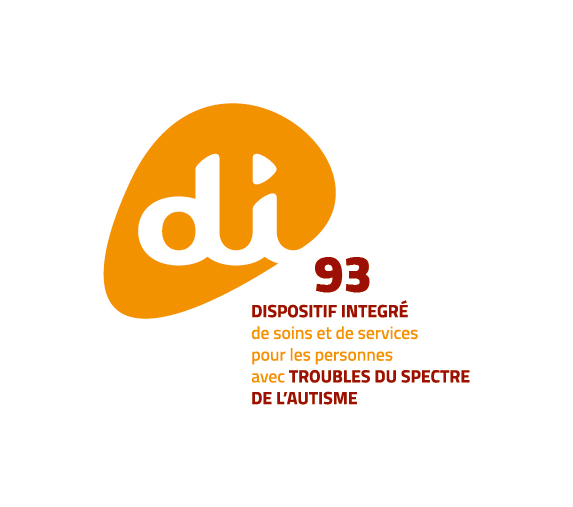 di
93
DISPOSITIF INTEGRÉ
de soins et de services
pour les personnes
avec TROUBLES DU SPECTRE
DE L'AUTISME